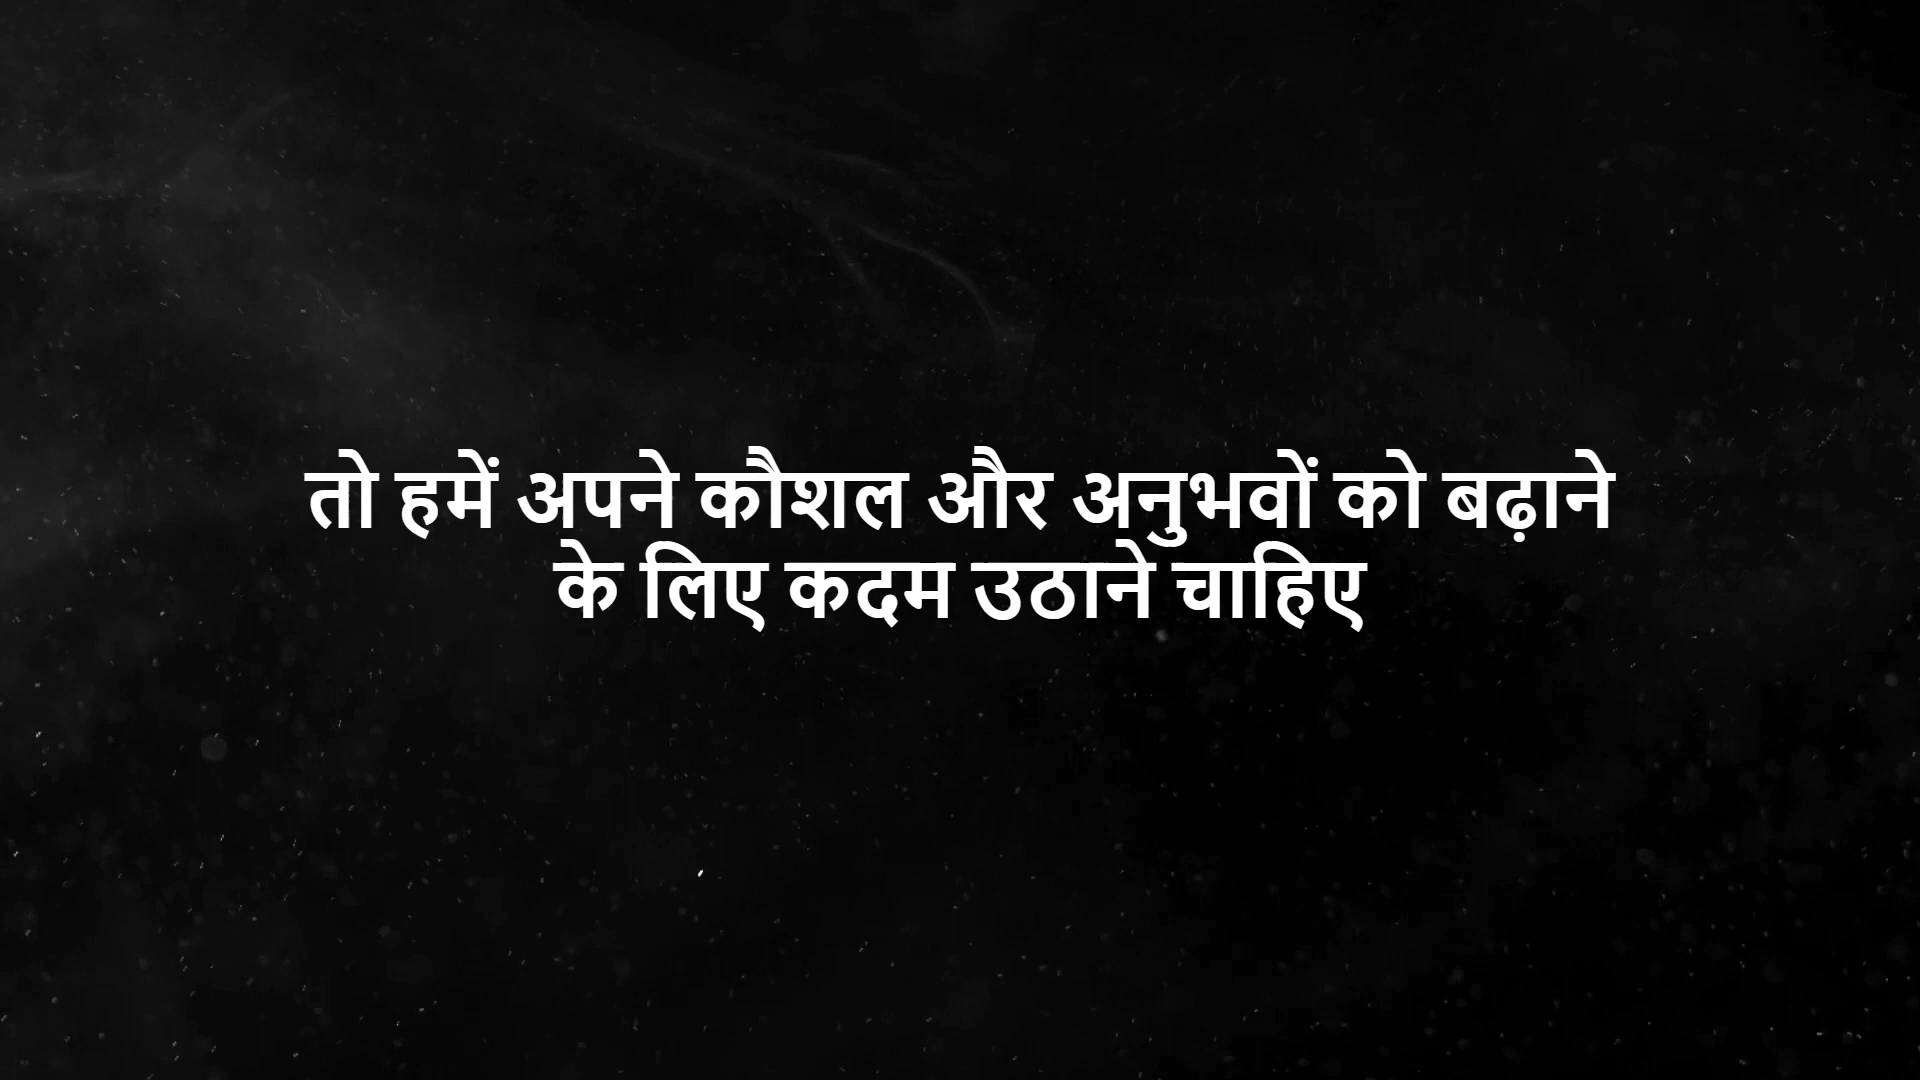 तो हमें अपने कौशल और अनुभवों को बढ़ाने
के लिए कदम उठाने चाहिए